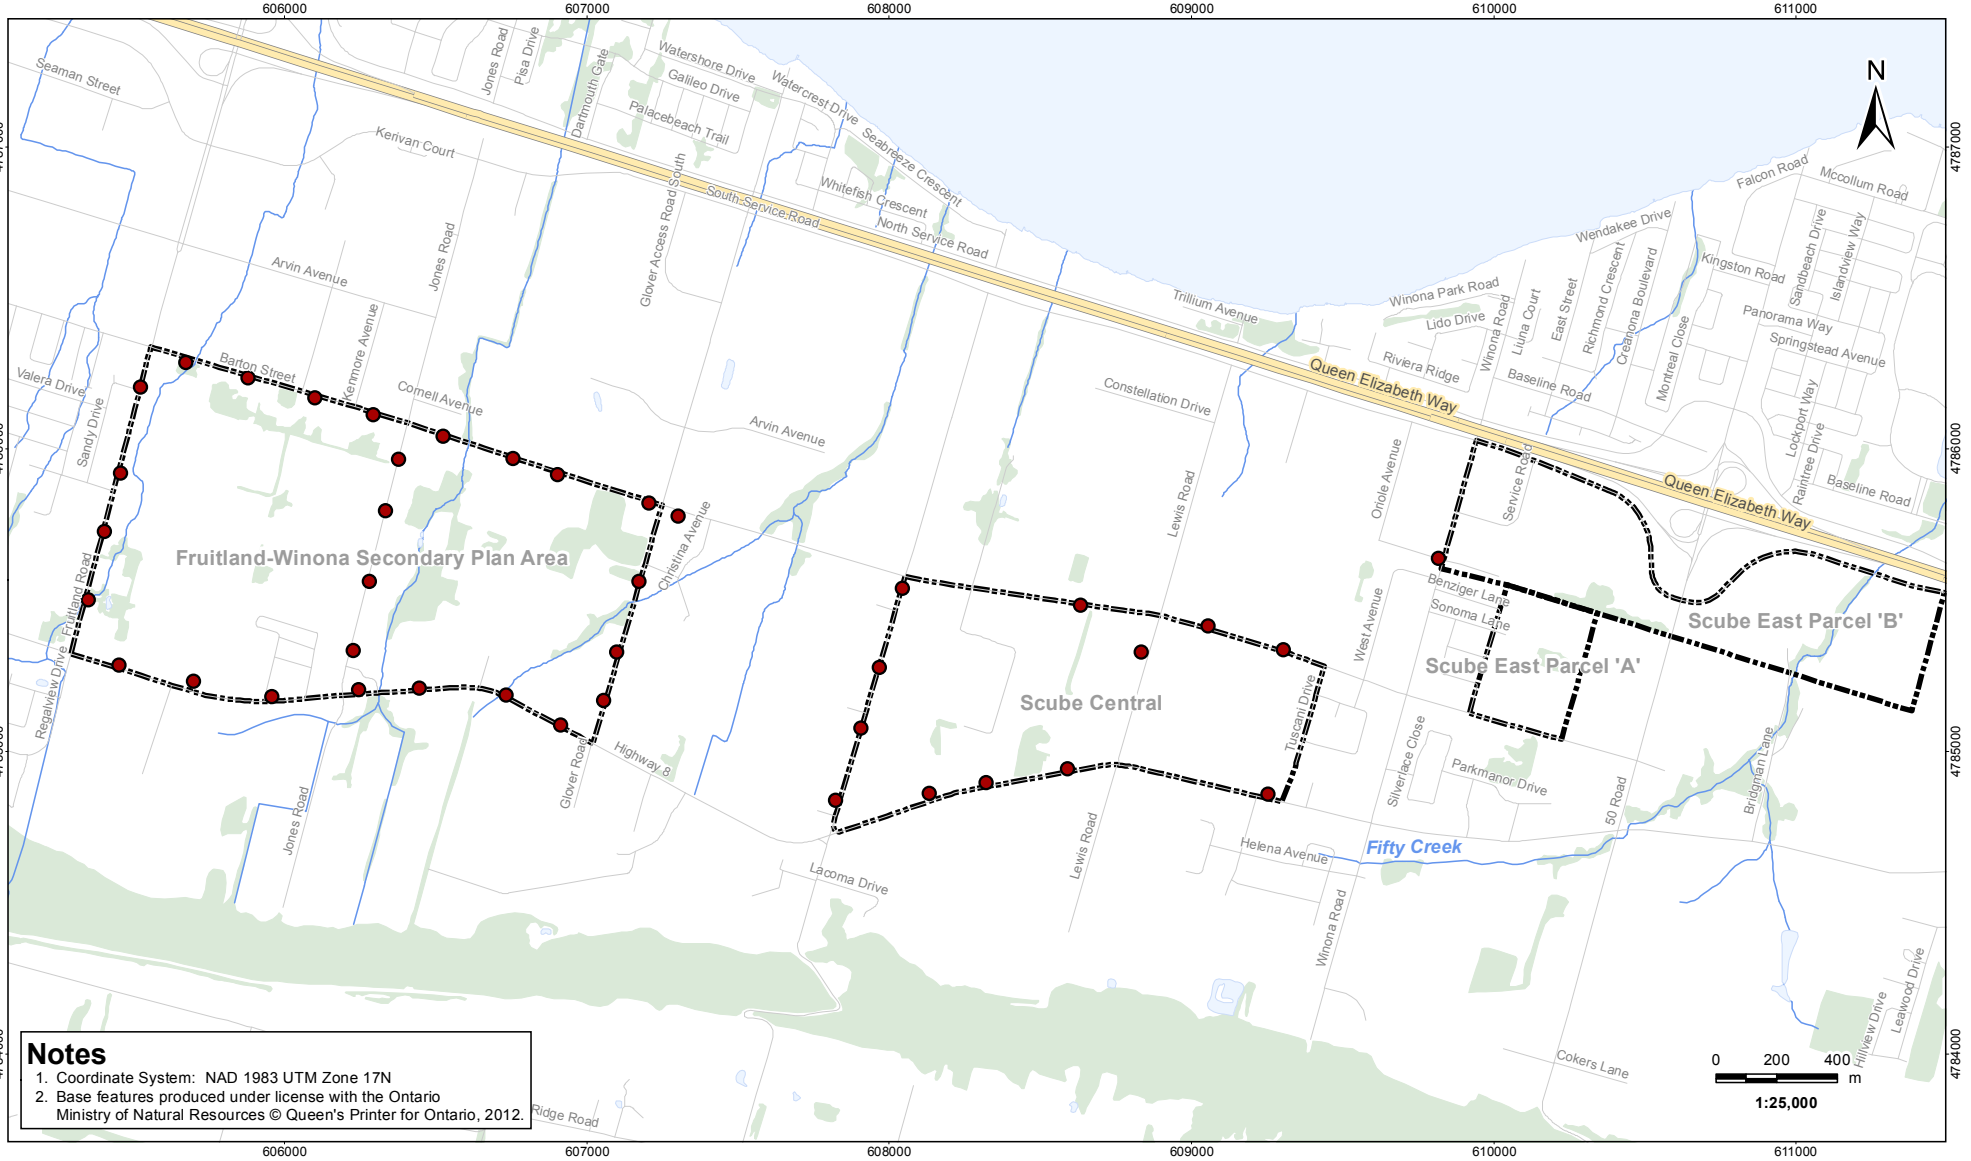 606000
607000
608000
609000
610000
611000
Seaman Street
Jones Road
Pisa Drive
Dartmouth Gate
Watershore Drive
Galileo Drive
Palacebeach Trail
Watercrest Drive
Seabreeze Crescent
N
Kerivan Court
Whitefish Crescent
South Service Road
North Service Road
Glover Access Road South
Falcon Road
Mccollum Road
4787000
Wendakee Drive
Sandbeach Drive
Islandview Way
Kingston Road
Arvin Avenue
Jones Road
Trillium Avenue
Winona Park Road
Lido Drive
Winona Road
Liuna Court
East Street
Richmond Crescent
Creanona Boulevard
Montreal Close
Panorama Way
Springstead Avenue
Riviera Ridge
Baseline Road
Valera Drive
Sandy Drive
Barton Street
Kenmore Avenue
Cornell Avenue
Arvin Avenue
Constellation Drive
Queen Elizabeth Way
Lockport Way
Raintree Drive
Baseline Road
4786000
Queen Elizabeth Way
Oriole Avenue
Service Road
Lewis Road
Christina Avenue
Fruitland-Winona Secondary Plan Area
Fruitland Road
Regalview Drive
Benziger Lane
Sonoma Lane
West Avenue
Scube East Parcel 'B'
Scube East Parcel 'A'
Scube Central
Tuscani Drive
Silverlace Close
Parkmanor Drive
50 Road
Bridgman Lane
4785000
Highway 8
Glover Road
Jones Road
Lewis Road
Lacoma Drive
Helena Avenue
Fifty Creek
Winona Road
Hillview Drive
Leawood Drive
Cokers Lane
4784000
Ridge Road
Notes
1. Coordinate System: NAD 1983 UTM Zone 17N
2. Base features produced under license with the Ontario
Ministry of Natural Resources © Queen's Printer for Ontario, 2012.
0 200 400
m
1:25,000
606000
607000
608000
609000
610000
611000